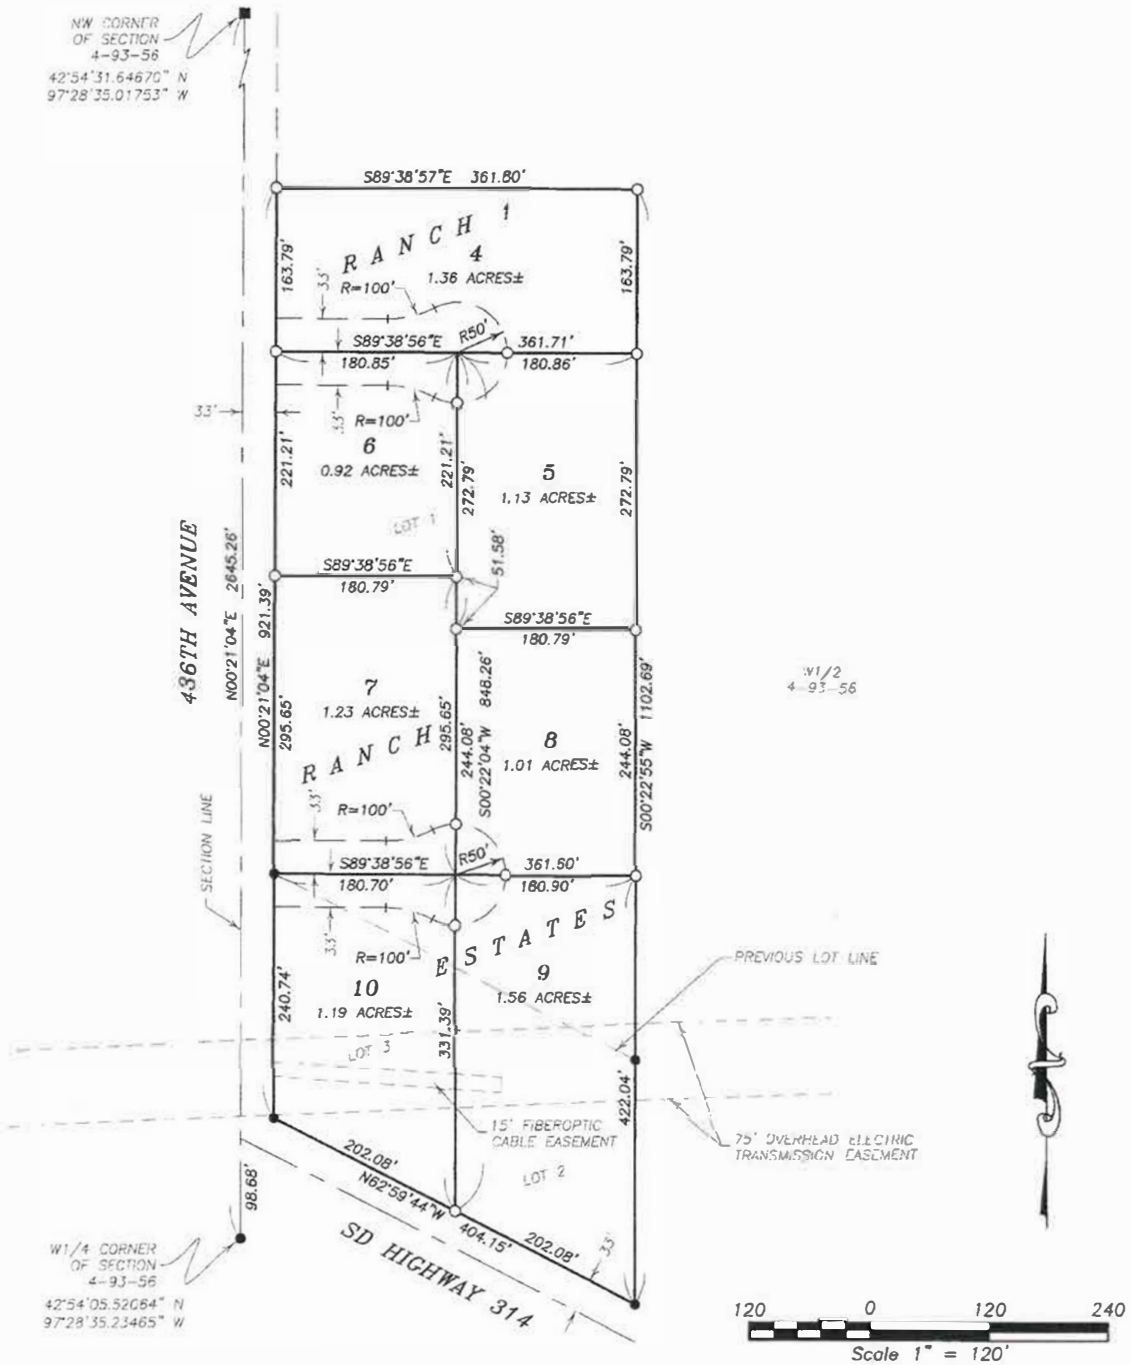 NW CORNER
OF SECTION
4-93-56
42°54'31.64670" N
97°28'35.01753" W
S89°38'57"E 361.80'
RANCH 1
163.79'
163.79'
4
1.36 ACRES±
33'
R=100'
R50'
S89°38'56"E
361.71'
180.85'
180.86'
33'
33'
R=100'
6
0.92 ACRES±
221.21'
221.21'
272.79'
5
1.13 ACRES±
272.79'
LOT 1
436TH AVENUE
N00°21'04"E 2645.26'
S89°38'56"E
180.79'
51.58'
S89°38'56"E
180.79'
N00°21'04"E 921.39'
295.65'
7
1.23 ACRES±
295.65'
848.26'
244.08'
S00°22'04"W
8
1.01 ACRES±
244.08'
S00°22'55"W 1102.69'
W1/2
4-93-56
RANCH
33'
R=100'
SECTION LINE
S89°38'56"E
R50'
361.60'
180.70'
180.90'
ESTATES
33'
R=100'
10
1.19 ACRES±
240.74'
331.39'
9
1.56 ACRES±
PREVIOUS LOT LINE
LOT 3
422.04'
15' FIBEROPTIC
CABLE EASEMENT
75' OVERHEAD ELECTRIC
TRANSMISSION EASEMENT
LOT 2
202.08'
N62°59'44"W
404.15'
202.08'
33'
98.68'
SD HIGHWAY 314
W1/4 CORNER
OF SECTION
4-93-56
42°54'05.52064" N
97°28'35.23465" W
120 0 120 240
Scale 1" = 120'